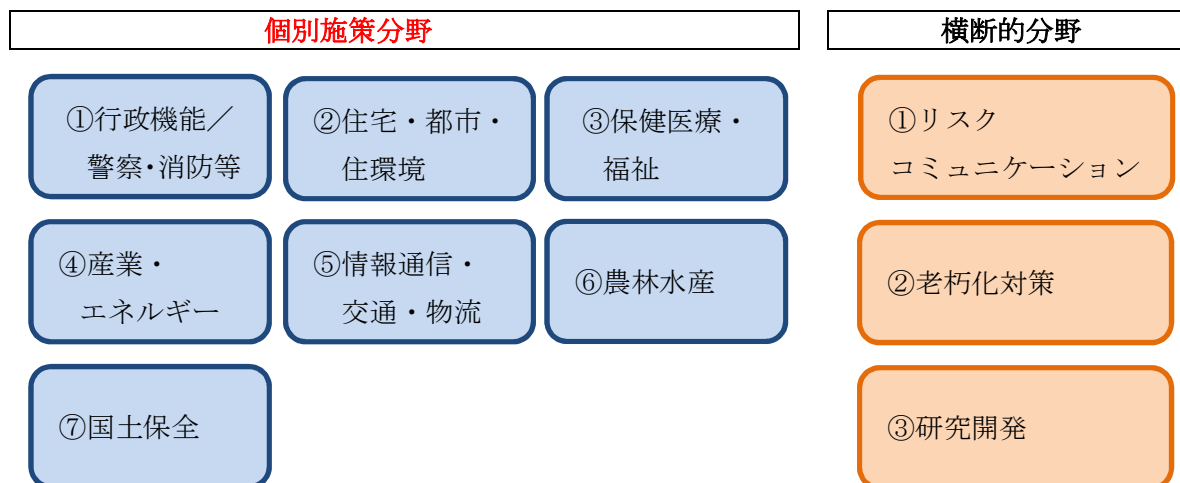 個別施策分野
①行政機能／
警察・消防等
②住宅・都市・
住環境
③保健医療・
福祉
④産業・
エネルギー
⑤情報通信・
交通・物流
⑥農林水産
⑦国土保全
横断的分野
①リスク
コミュニケーション
②老朽化対策
③研究開発